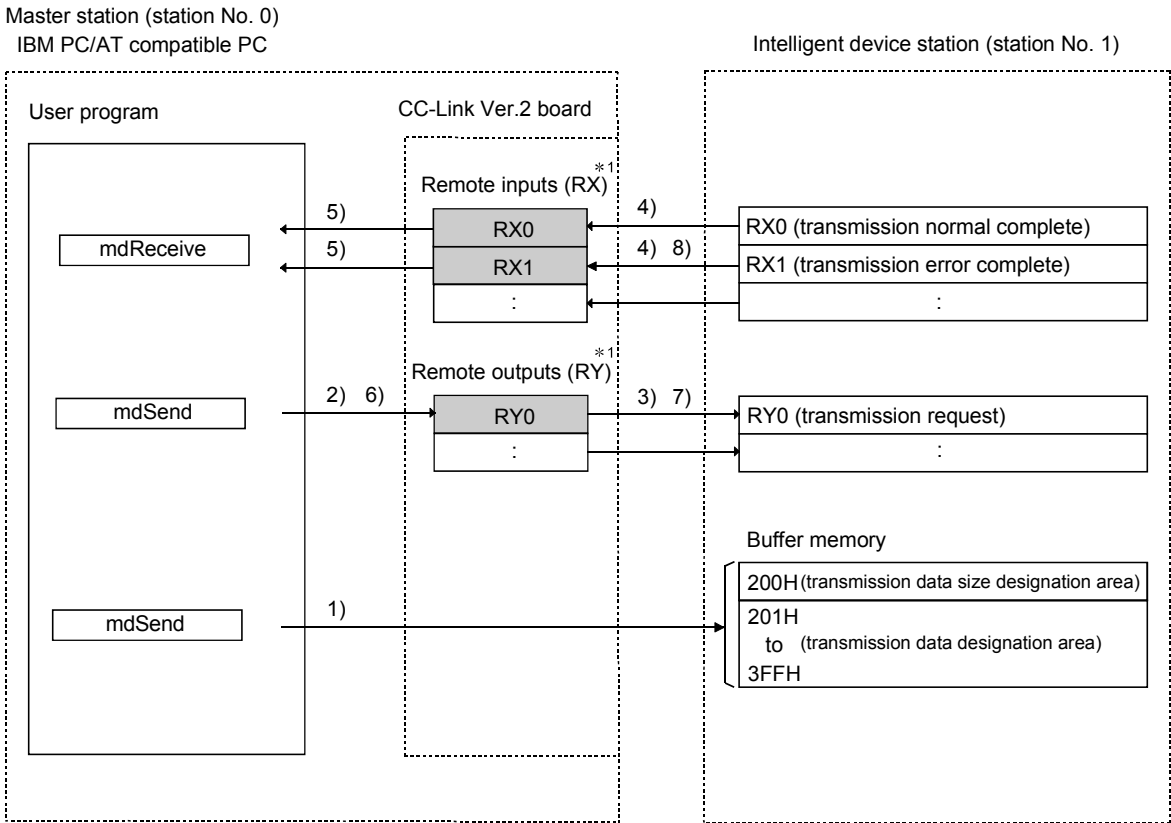 Master station (station No. 0)
IBM PC/AT compatible PC
Intelligent device station (station No. 1)
User program
CC-Link Ver.2 board
Remote inputs (RX)*1
mdReceive
5)
RX0
4)
RX0 (transmission normal complete)
5)
RX1
4) 8)
RX1 (transmission error complete)
:
:
Remote outputs (RY)*1
mdSend
2) 6)
RY0
3) 7)
RY0 (transmission request)
:
:
Buffer memory
mdSend
1)
200H (transmission data size designation area)
201H
to (transmission data designation area)
3FFH